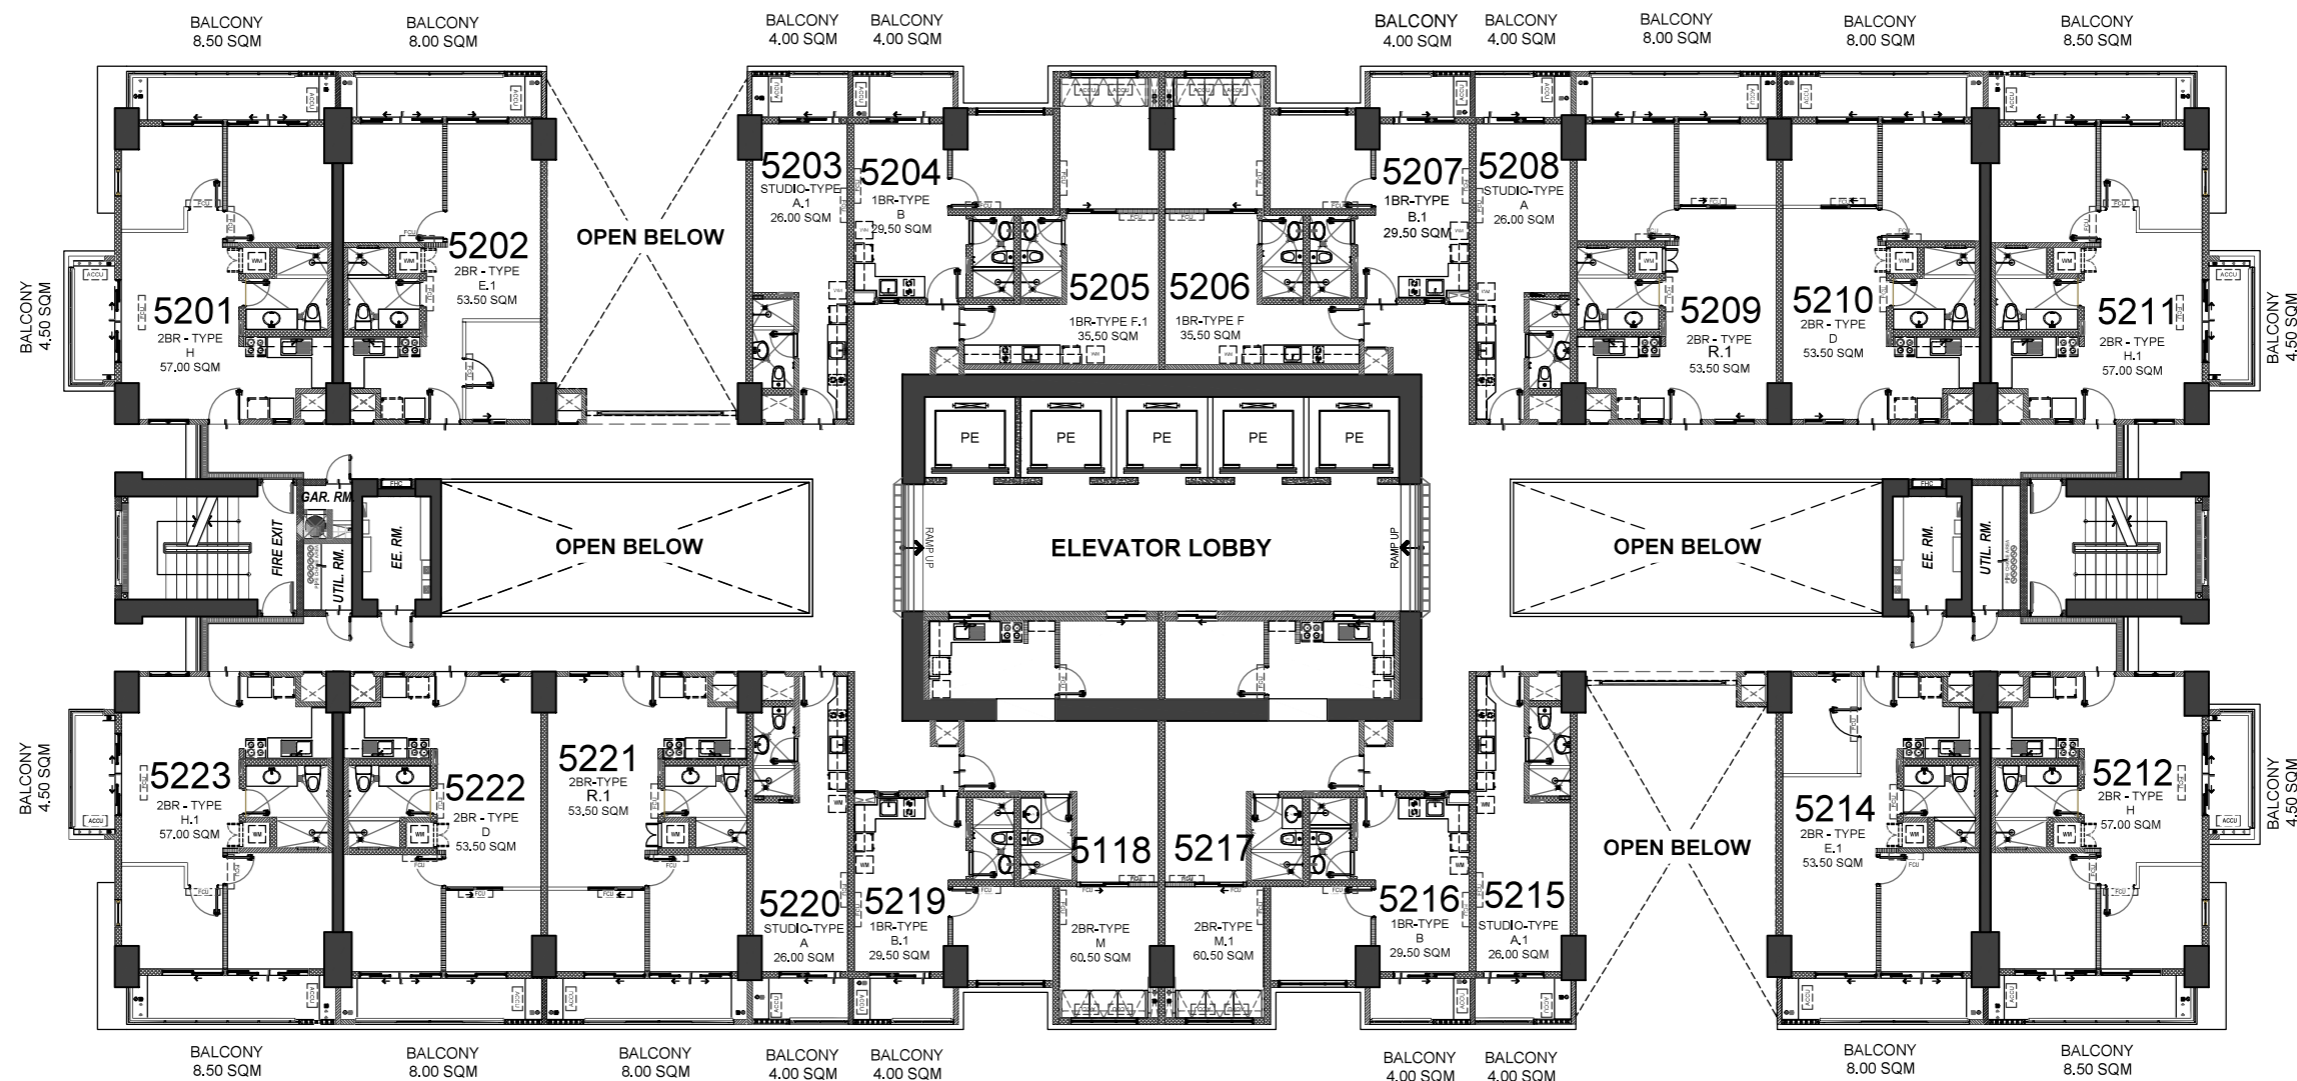 BALCONY
8.50 SQM
BALCONY
8.00 SQM
BALCONY
4.00 SQM
BALCONY
4.00 SQM
BALCONY
4.00 SQM
BALCONY
4.00 SQM
BALCONY
8.00 SQM
BALCONY
8.00 SQM
BALCONY
8.50 SQM
BALCONY
4.50 SQM
5201
2BR - TYPE
H
57.00 SQM
5202
2BR - TYPE
E.1
53.50 SQM
OPEN BELOW
5203
STUDIO-TYPE
A.1
26.00 SQM
5204
1BR-TYPE
B
29.50 SQM
5205
1BR-TYPE F.1
35.50 SQM
5206
1BR-TYPE F
35.50 SQM
5207
1BR-TYPE
B.1
29.50 SQM
5208
STUDIO-TYPE
A
26.00 SQM
5209
2BR - TYPE
R.1
53.50 SQM
5210
2BR - TYPE
D
53.50 SQM
5211
2BR - TYPE
H.1
57.00 SQM
BALCONY
4.50 SQM
PE
PE
PE
PE
PE
FIRE EXIT
GAR. RM.
UTIL. RM.
FHC
EE. RM.
OPEN BELOW
RAMP UP
ELEVATOR LOBBY
RAMP UP
OPEN BELOW
FHC
EE. RM.
UTIL. RM.
BALCONY
4.50 SQM
5223
2BR - TYPE
H.1
57.00 SQM
5222
2BR - TYPE
D
53.50 SQM
5221
2BR-TYPE
R.1
53.50 SQM
5220
STUDIO-TYPE
A
26.00 SQM
5219
1BR-TYPE
B.1
29.50 SQM
5118
2BR-TYPE
M
60.50 SQM
5217
2BR-TYPE
M.1
60.50 SQM
5216
1BR-TYPE
B
29.50 SQM
5215
STUDIO-TYPE
A.1
26.00 SQM
OPEN BELOW
5214
2BR - TYPE
E.1
53.50 SQM
5212
2BR - TYPE
H
57.00 SQM
BALCONY
4.50 SQM
BALCONY
8.50 SQM
BALCONY
8.00 SQM
BALCONY
8.00 SQM
BALCONY
4.00 SQM
BALCONY
4.00 SQM
BALCONY
4.00 SQM
BALCONY
4.00 SQM
BALCONY
8.00 SQM
BALCONY
8.50 SQM